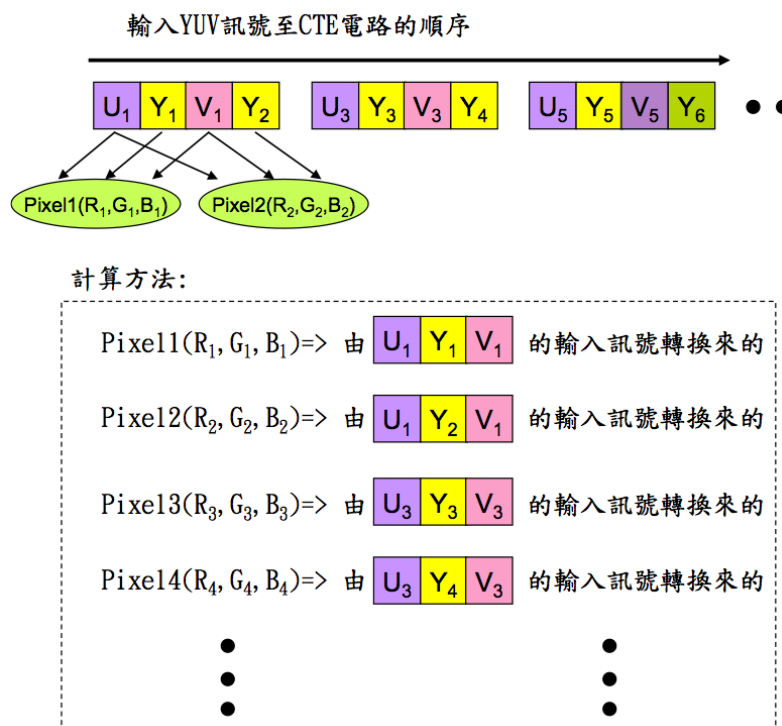 輸入YUV訊號至CTE電路的順序
U₁ Y₁ V₁ Y₂ U₃ Y₃ V₃ Y₄ U₅ Y₅ V₅ Y₆
Pixel1(R₁,G₁,B₁) Pixel2(R₂,G₂,B₂)
計算方法:
Pixel1(R₁,G₁,B₁)=> 由 U₁ Y₁ V₁ 的輸入訊號轉換來的
Pixel2(R₂,G₂,B₂)=> 由 U₁ Y₂ V₁ 的輸入訊號轉換來的
Pixel3(R₃,G₃,B₃)=> 由 U₃ Y₃ V₃ 的輸入訊號轉換來的
Pixel4(R₄,G₄,B₄)=> 由 U₃ Y₄ V₃ 的輸入訊號轉換來的